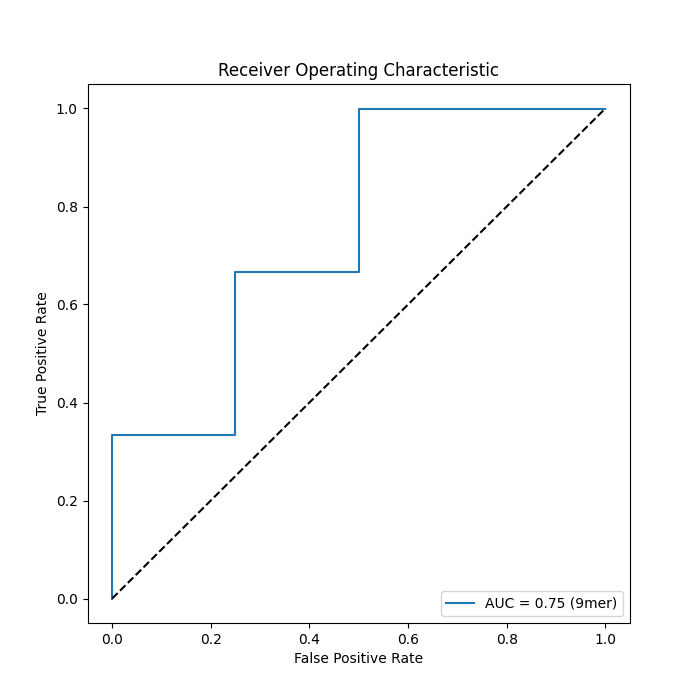 Receiver Operating Characteristic
1.0
0.8
0.6
0.4
0.2
0.0
True Positive Rate
AUC = 0.75 (9mer)
0.0 0.2 0.4 0.6 0.8 1.0
False Positive Rate